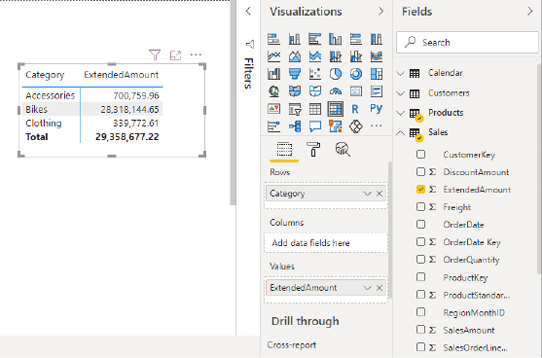 Category ExtendedAmount
Accessories 700,759.96
Bikes 28,318,144.65
Clothing 339,772.61
Total 29,358,677.22
Filters
Visualizations
R Py
Rows
Category
Columns
Add data fields here
Values
ExtendedAmount
Drill through
Cross-report
Fields
Search
Calendar
Customers
Products
Sales
CustomerKey
Σ DiscountAmount
Σ ExtendedAmount
Σ Freight
OrderDate
Σ OrderDate Key
Σ OrderQuantity
ProductKey
Σ ProductStandar...
RegionMonthID
Σ SalesAmount
Σ SalesOrderLine...